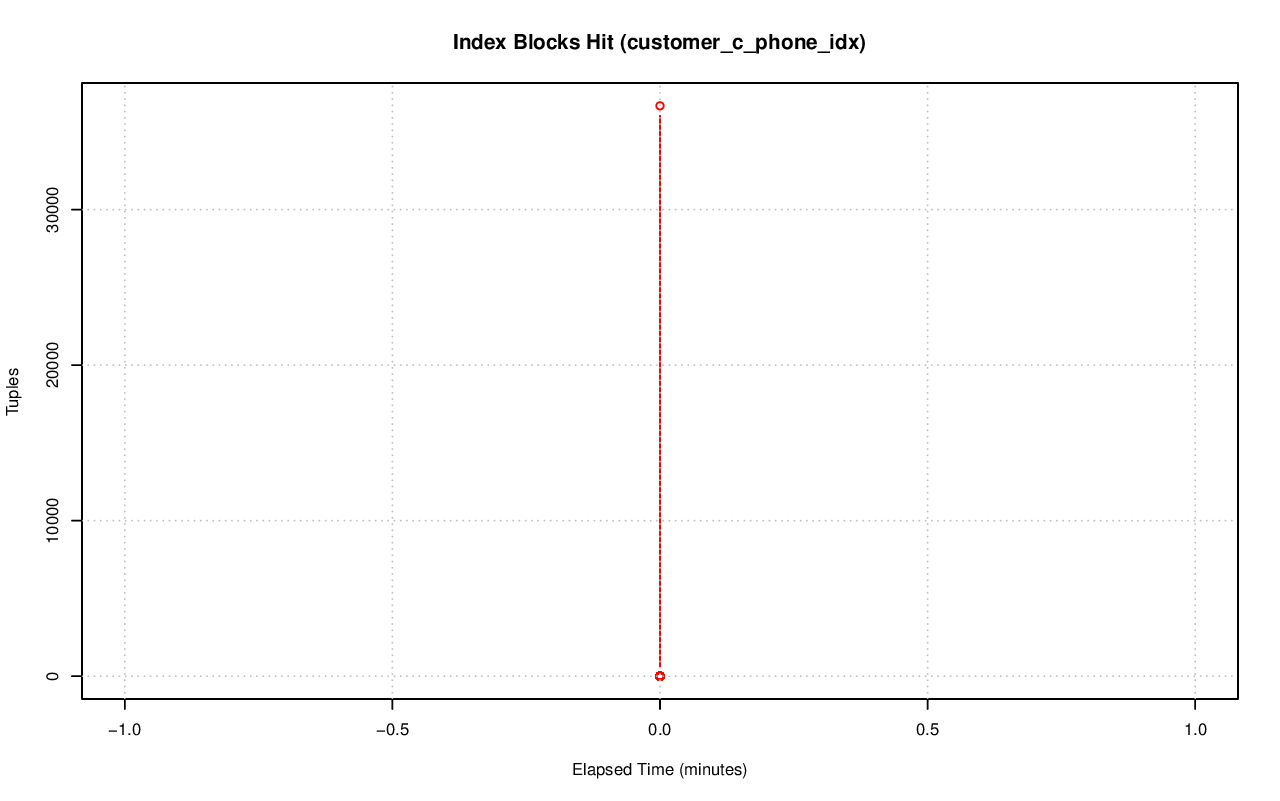 Index Blocks Hit (customer_c_phone_idx)
Tuples
30000
20000
10000
0
−1.0 −0.5 0.0 0.5 1.0
Elapsed Time (minutes)